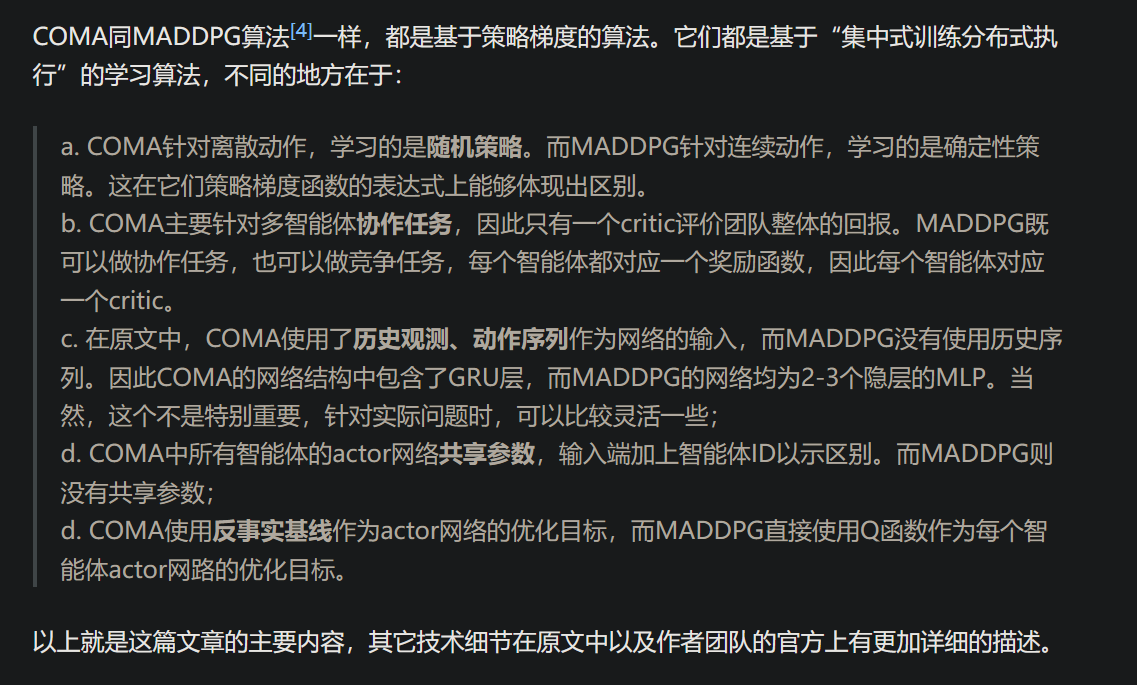 COMA同MADDPG算法[4]一样，都是基于策略梯度的算法。它们都是基于“集中式训练分布式执
行”的学习算法，不同的地方在于：
a. COMA针对离散动作，学习的是随机策略。而MADDPG针对连续动作，学习的是确定性策
略。这在它们策略梯度函数的表达式上能够体现出区别。
b. COMA主要针对多智能体协作任务，因此只有一个critic评价团队整体的回报。MADDPG既
可以做协作任务，也可以做竞争任务，每个智能体都对应一个奖励函数，因此每个智能体对应
一个critic。
c. 在原文中，COMA使用了历史观测、动作序列作为网络的输入，而MADDPG没有使用历史序
列。因此COMA的网络结构中包含了GRU层，而MADDPG的网络均为2-3个隐层的MLP。当
然，这个不是特别重要，针对实际问题时，可以比较灵活一些；
d. COMA中所有智能体的actor网络共享参数，输入端加上智能体ID以示区别。而MADDPG则
没有共享参数；
d. COMA使用反事实基线作为actor网络的优化目标，而MADDPG直接使用Q函数作为每个智
能体actor网路的优化目标。
以上就是这篇文章的主要内容，其它技术细节在原文中以及作者团队的官方上有更加详细的描述。